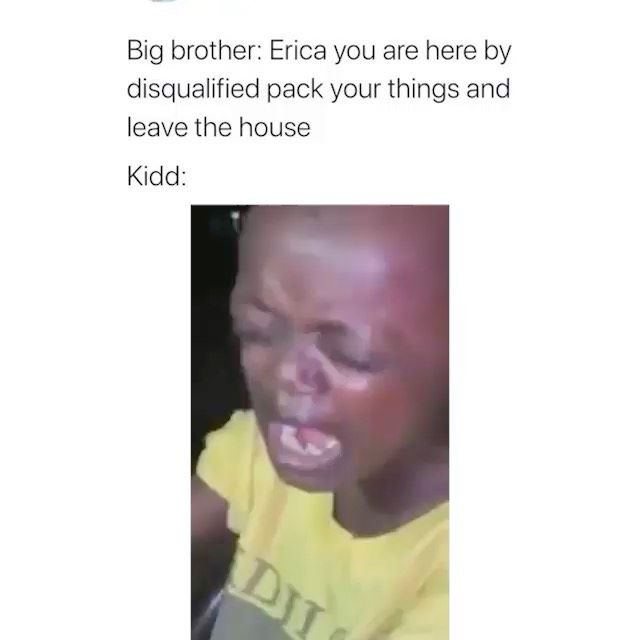 Big brother: Erica you are here by
disqualified pack your things and
leave the house
Kidd: